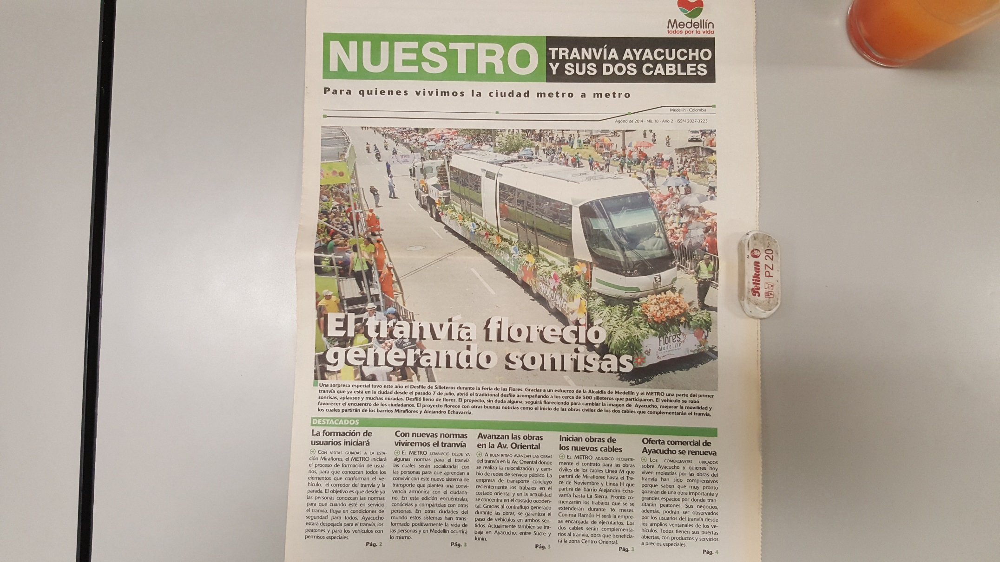 Medellín
todos por la vida
NUESTRO
TRANVÍA AYACUCHO
Y SUS DOS CABLES
Para quienes vivimos la ciudad metro a metro
Medellín - Colombia
Agosto de 2014 - No. 18 - Año 2 - ISSN 2027-3223
Flores
Medellín
El tranvía floreció
generando sonrisas
Una sorpresa especial tuvo este año el Desfile de Silleteros durante la Feria de las Flores. Gracias a un esfuerzo de la Alcaldía de Medellín y el METRO una parte del primer
tranvía que ya está en la ciudad desde el pasado 7 de julio, abrió el tradicional desfile acompañando a los cerca de 500 silleteros que participaron. El vehículo se robó
sonrisas, aplausos y muchas miradas. Desfiló lleno de flores. El proyecto, sin duda alguna, seguirá floreciendo para cambiar la imagen de Ayacucho, mejorar la movilidad y
favorecer el encuentro de los ciudadanos. El proyecto florece con otras buenas noticias como el inicio de las obras civiles de los dos cables que complementarán el tranvía,
los cuales partirán de los barrios Miraflores y Alejandro Echavarría.
DESTACADOS
La formación de
usuarios iniciará
CON VISITAS GUIADAS A LA ESTA-
ción Miraflores, el METRO iniciará
el proceso de formación de usua-
rios, para que conozcan todos los
elementos que conforman el ve-
hículo, el corredor del tranvía y la
parada. El objetivo es que desde ya
las personas conozcan las normas
para que cuando esté en servicio
el tranvía, fluya en condiciones de
seguridad para todos. Ayacucho
estará despejada para el tranvía, los
peatones y para los vehículos con
permisos especiales.
Pág. 2
Con nuevas normas
viviremos el tranvía
EL METRO ESTABLECIÓ DESDE YA
algunas normas para el tranvía
las cuales serán socializadas con
las personas para que aprendan a
convivir con este nuevo sistema de
transporte que plantea una convi-
vencia armónica con el ciudada-
no. En esta edición encuéntralas,
conócelas y compártelas con otras
personas. En otras ciudades del
mundo estos sistemas han trans-
formado positivamente la vida de
las personas y en Medellín ocurrirá
lo mismo.
Pág. 3
Avanzan las obras
en la Av. Oriental
A BUEN RITMO AVANZAN LAS OBRAS
del tranvía en la Av. Oriental donde
se realiza la relocalización y cam-
bio de redes de servicio público. La
empresa de transporte concluyó
recientemente los trabajos en el
costado oriental y en la actualidad
se concentra en el costado occiden-
tal. Gracias al contraflujo generado
durante las obras, se garantiza el
paso de vehículos en ambos sen-
tidos. Actualmente también se tra-
baja en Ayacucho, entre Sucre y
Junín.
Pág. 3
Inician obras de
los nuevos cables
EL METRO ADJUDICÓ RECIENTE-
mente el contrato para las obras
civiles de los cables Línea M que
partirá de Miraflores hasta el Tre-
ce de Noviembre y Línea H que
partirá del barrio Alejandro Echa-
varría hasta La Sierra. Pronto co-
menzarán los trabajos que se se
extenderán durante 16 meses.
Coninsa Ramón H será la empre-
sa encargada de ejecutarlos. Los
dos cables serán complementa-
rios al tranvía, obra que beneficia-
rá la zona Centro Oriental.
Pág. 3
Oferta comercial de
Ayacucho se renueva
LOS COMERCIANTES UBICADOS
sobre Ayacucho y quienes hoy
viven molestias por las obras del
tranvía han sido comprensivos
porque saben que muy pronto
gozarán de una obra importante y
grandes espacios por donde tran-
sitarán peatones. Sus negocios,
además, podrán ser observados
por los usuarios del tranvía desde
los amplios ventanales de los ve-
hículos. Todos tienen sus puertas
abiertas, con productos y servicios
a precios especiales.
Pág. 4
Pelikan
PZ 20